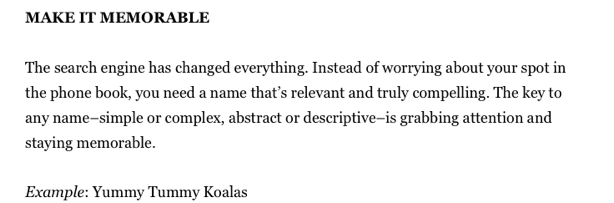 MAKE IT MEMORABLE
The search engine has changed everything. Instead of worrying about your spot in
the phone book, you need a name that’s relevant and truly compelling. The key to
any name–simple or complex, abstract or descriptive–is grabbing attention and
staying memorable.
Example: Yummy Tummy Koalas